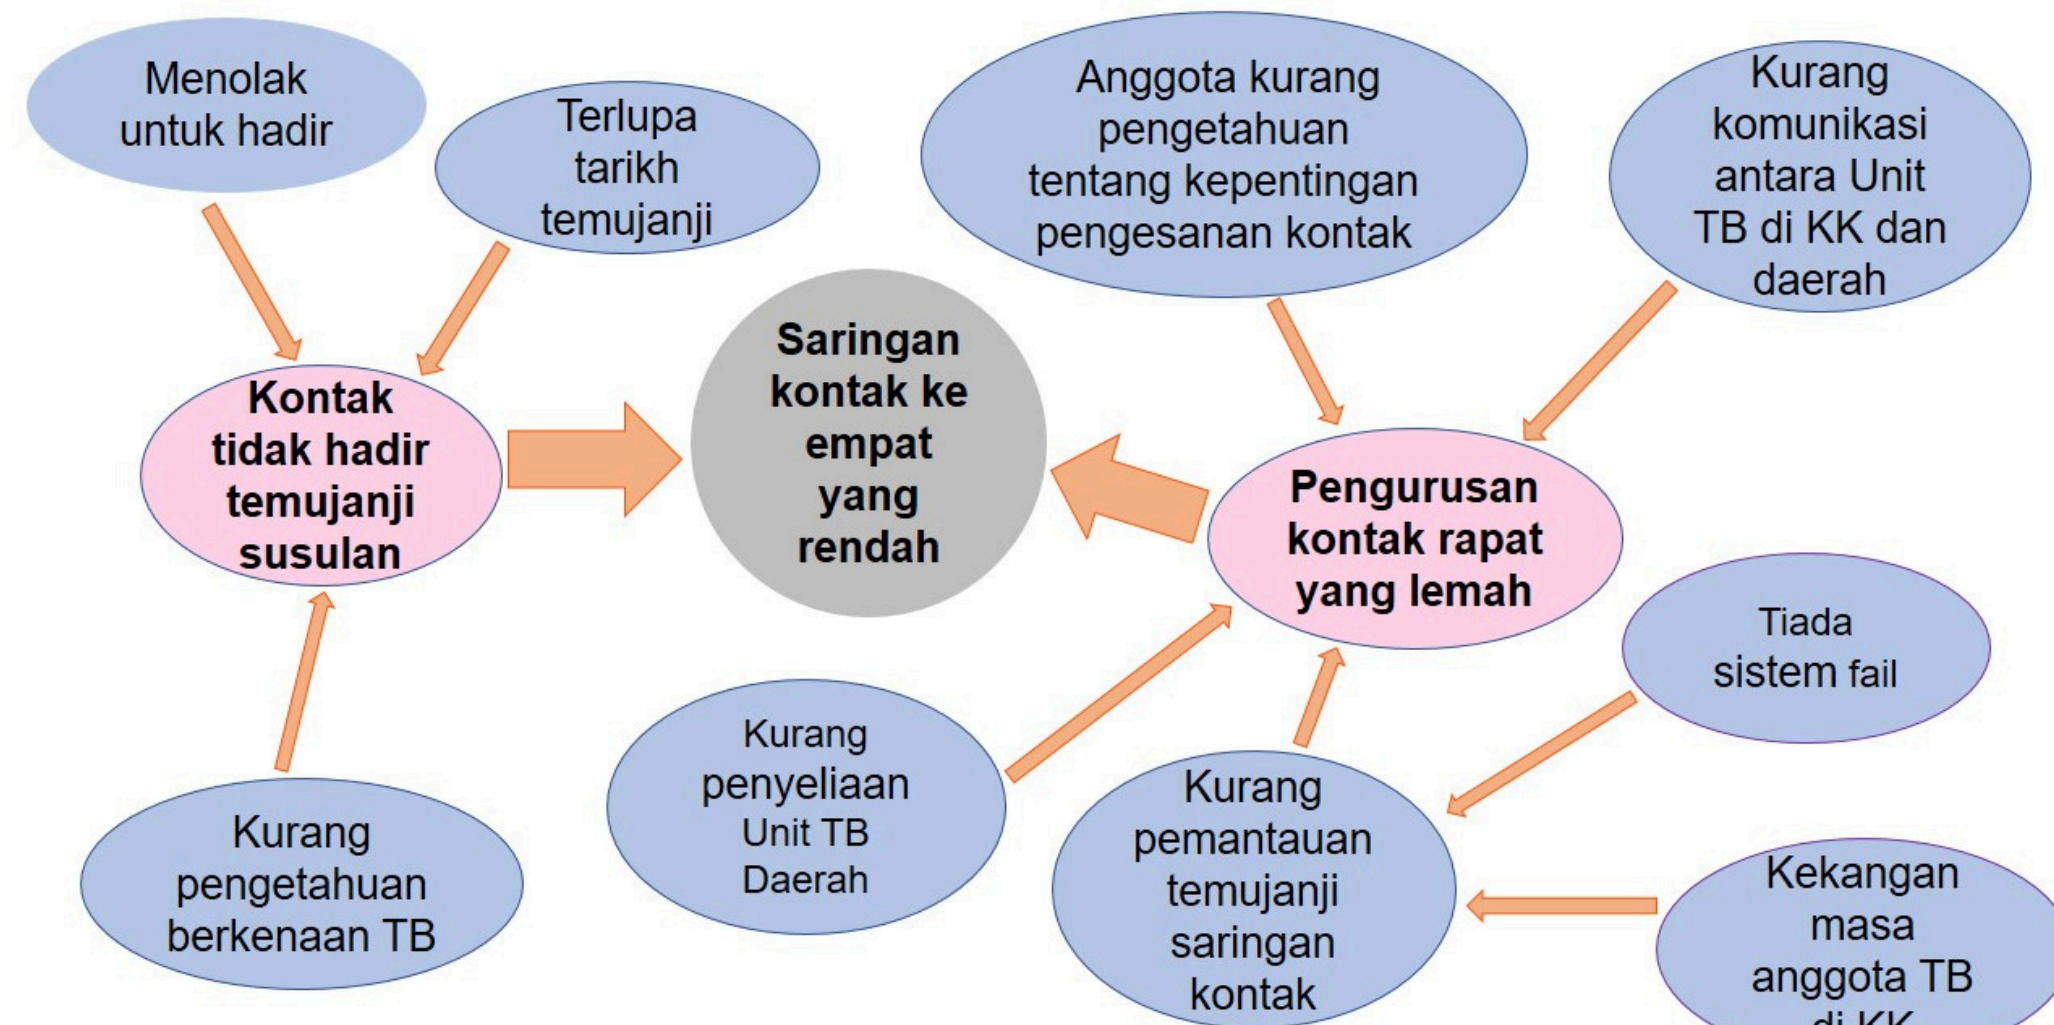 Menolak
untuk hadir
Terlupa
tarikh
temujanji
Anggota kurang
pengetahuan
tentang kepentingan
pengesanan kontak
Kurang
komunikasi
antara Unit
TB di KK dan
daerah
Kontak
tidak hadir
temujanji
susulan
Saringan
kontak ke
empat
yang
rendah
Pengurusan
kontak rapat
yang lemah
Tiada
sistem fail
Kurang
pengetahuan
berkenaan TB
Kurang
penyeliaan
Unit TB
Daerah
Kurang
pemantauan
temujanji
saringan
kontak
Kekangan
masa
anggota TB
di KK